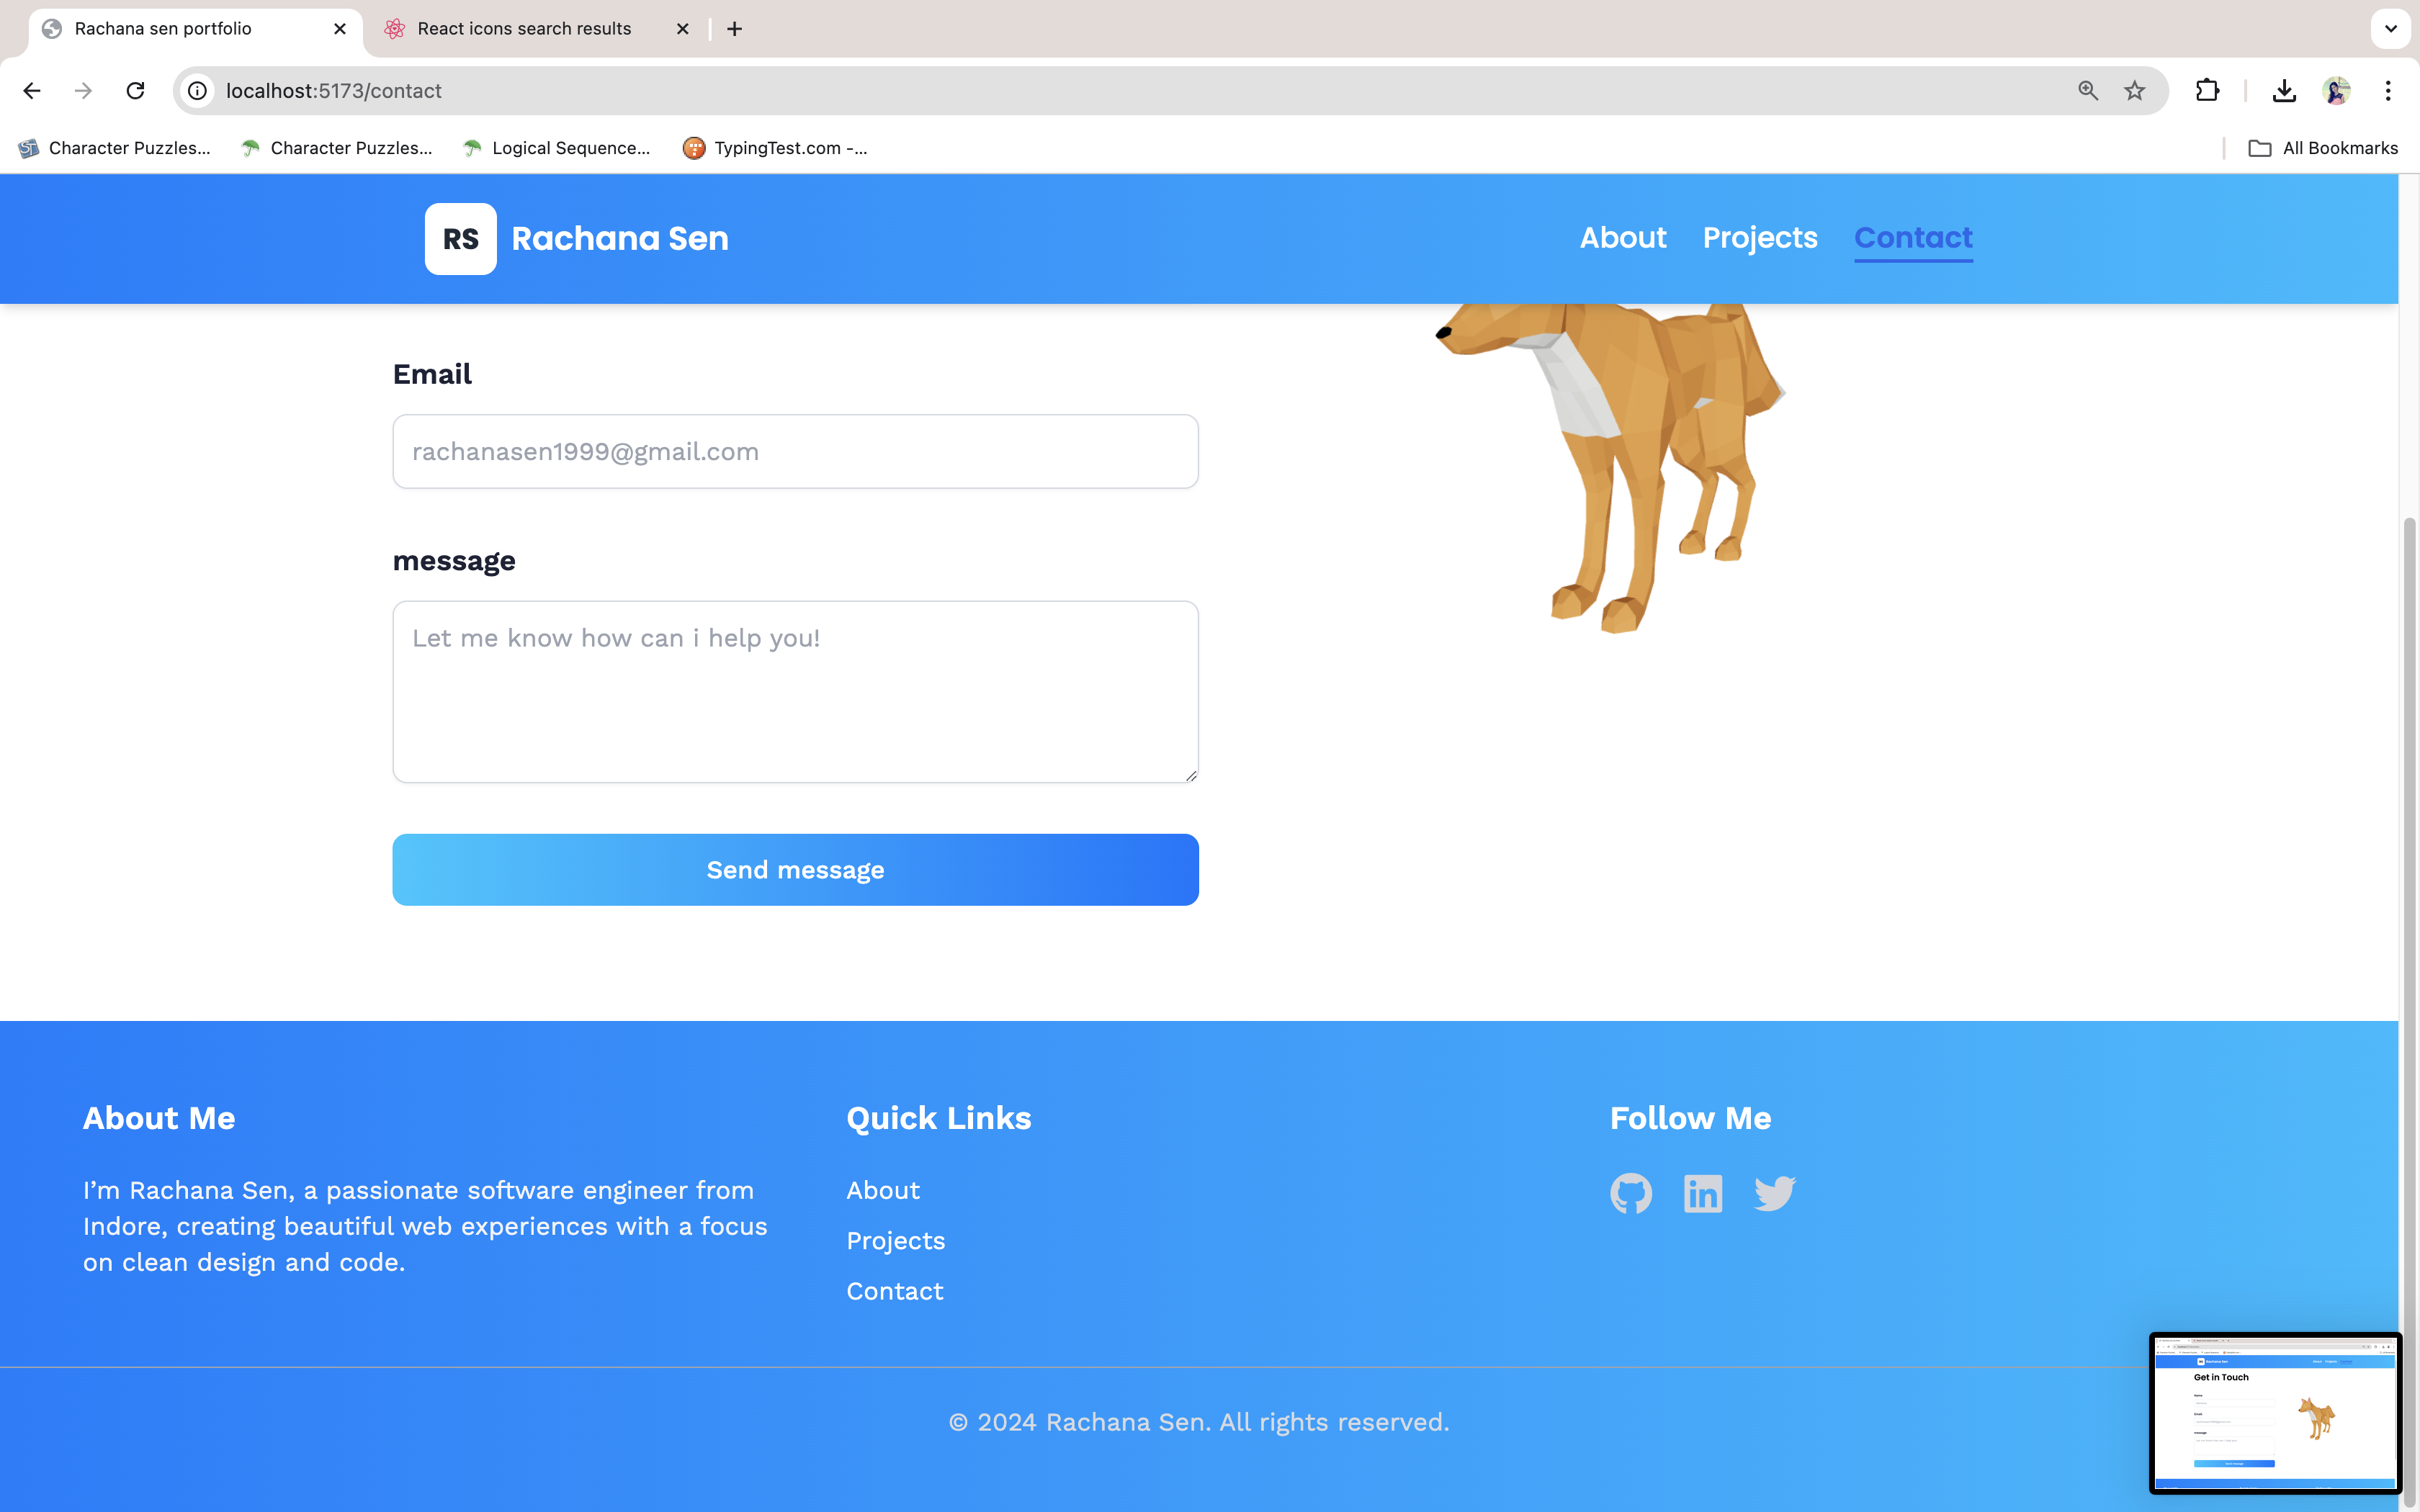 Rachana sen portfolio
React icons search results
localhost:5173/contact
Character Puzzles...
Character Puzzles...
Logical Sequence...
TypingTest.com -...
All Bookmarks
RS
Rachana Sen
About
Projects
Contact
Email
rachanasen1999@gmail.com
message
Let me know how can i help you!
Send message
About Me
I’m Rachana Sen, a passionate software engineer from
Indore, creating beautiful web experiences with a focus
on clean design and code.
Quick Links
About
Projects
Contact
Follow Me
© 2024 Rachana Sen. All rights reserved.
Rachana Sen
Get in Touch